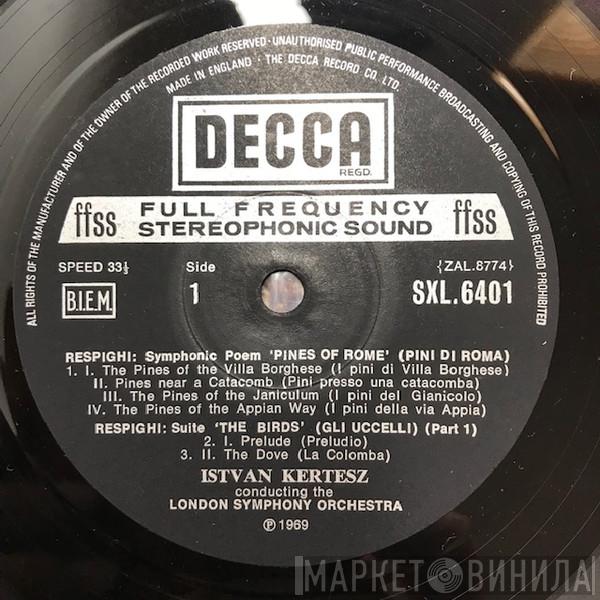 ALL RIGHTS OF THE MANUFACTURER AND OF THE OWNER OF THE RECORDED WORK RESERVED · UNAUTHORISED PUBLIC PERFORMANCE BROADCASTING AND COPYING OF THIS RECORD PROHIBITED
MADE IN ENGLAND · THE DECCA RECORD CO. LTD.
DECCA
REGD.
ffss FULL FREQUENCY STEREOPHONIC SOUND ffss
SPEED 33⅓ Side {ZAL.8774}
B.I.E.M. 1 SXL.6401
RESPIGHI: Symphonic Poem 'PINES OF ROME' (PINI DI ROMA)
1. I. The Pines of the Villa Borghese (I pini di Villa Borghese)
II. Pines near a Catacomb (Pini presso una catacomba)
III. The Pines of the Janiculum (I pini del Gianicolo)
IV. The Pines of the Appian Way (I pini della via Appia)
RESPIGHI: Suite 'THE BIRDS' (GLI UCCELLI) (Part 1)
2. I. Prelude (Preludio)
3. II. The Dove (La Colomba)
ISTVAN KERTESZ
conducting the
LONDON SYMPHONY ORCHESTRA
℗ 1969
МАРКЕТ ВИНИЛА